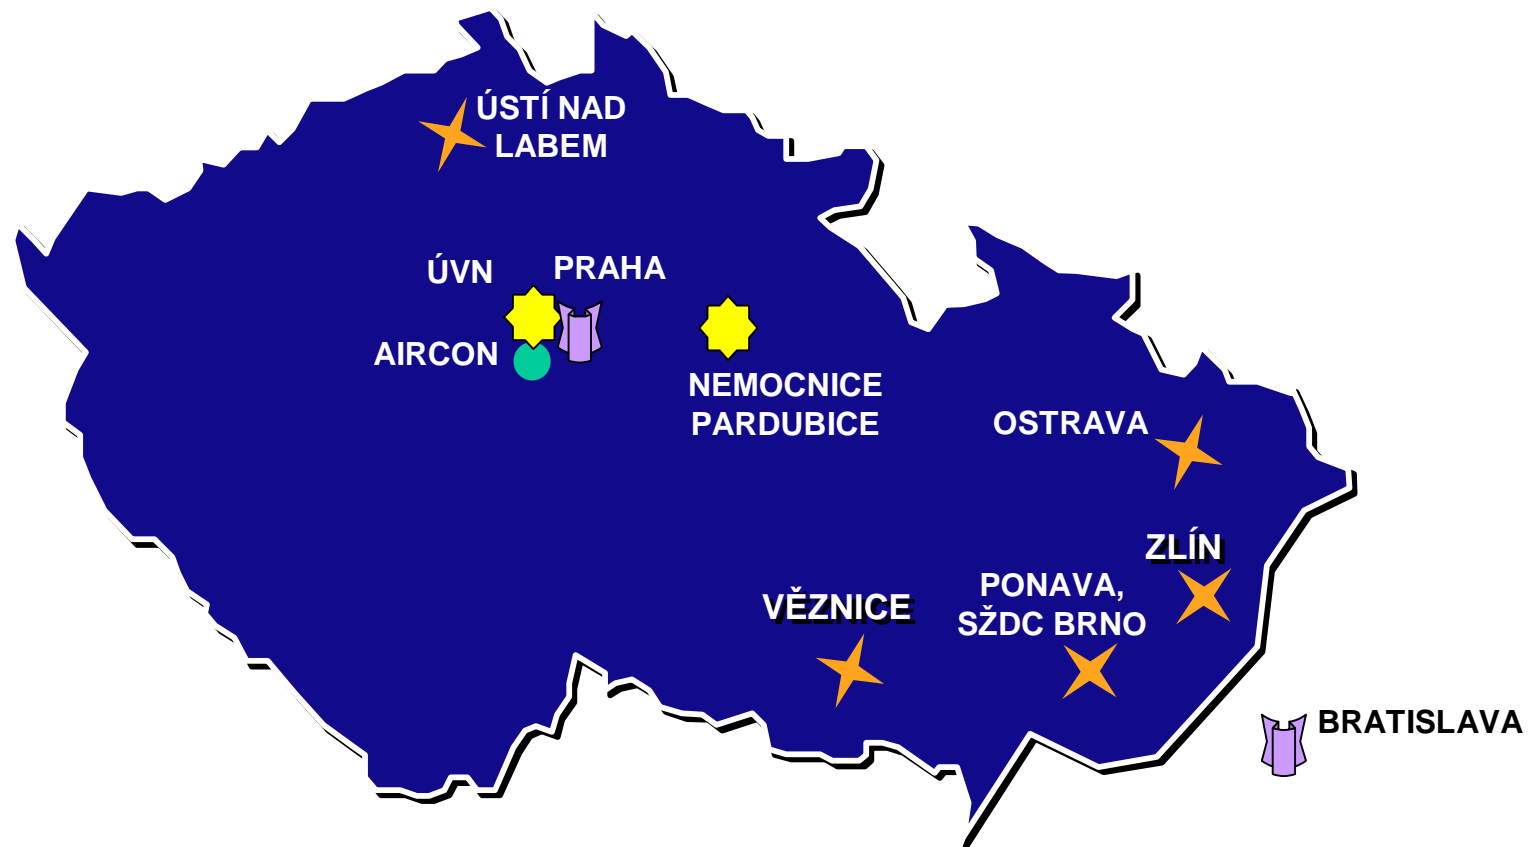 ÚSTÍ NAD
LABEM
ÚVN
PRAHA
AIRCON
NEMOCNICE
PARDUBICE
OSTRAVA
ZLÍN
PONAVA,
SŽDC BRNO
VĚZNICE
BRATISLAVA